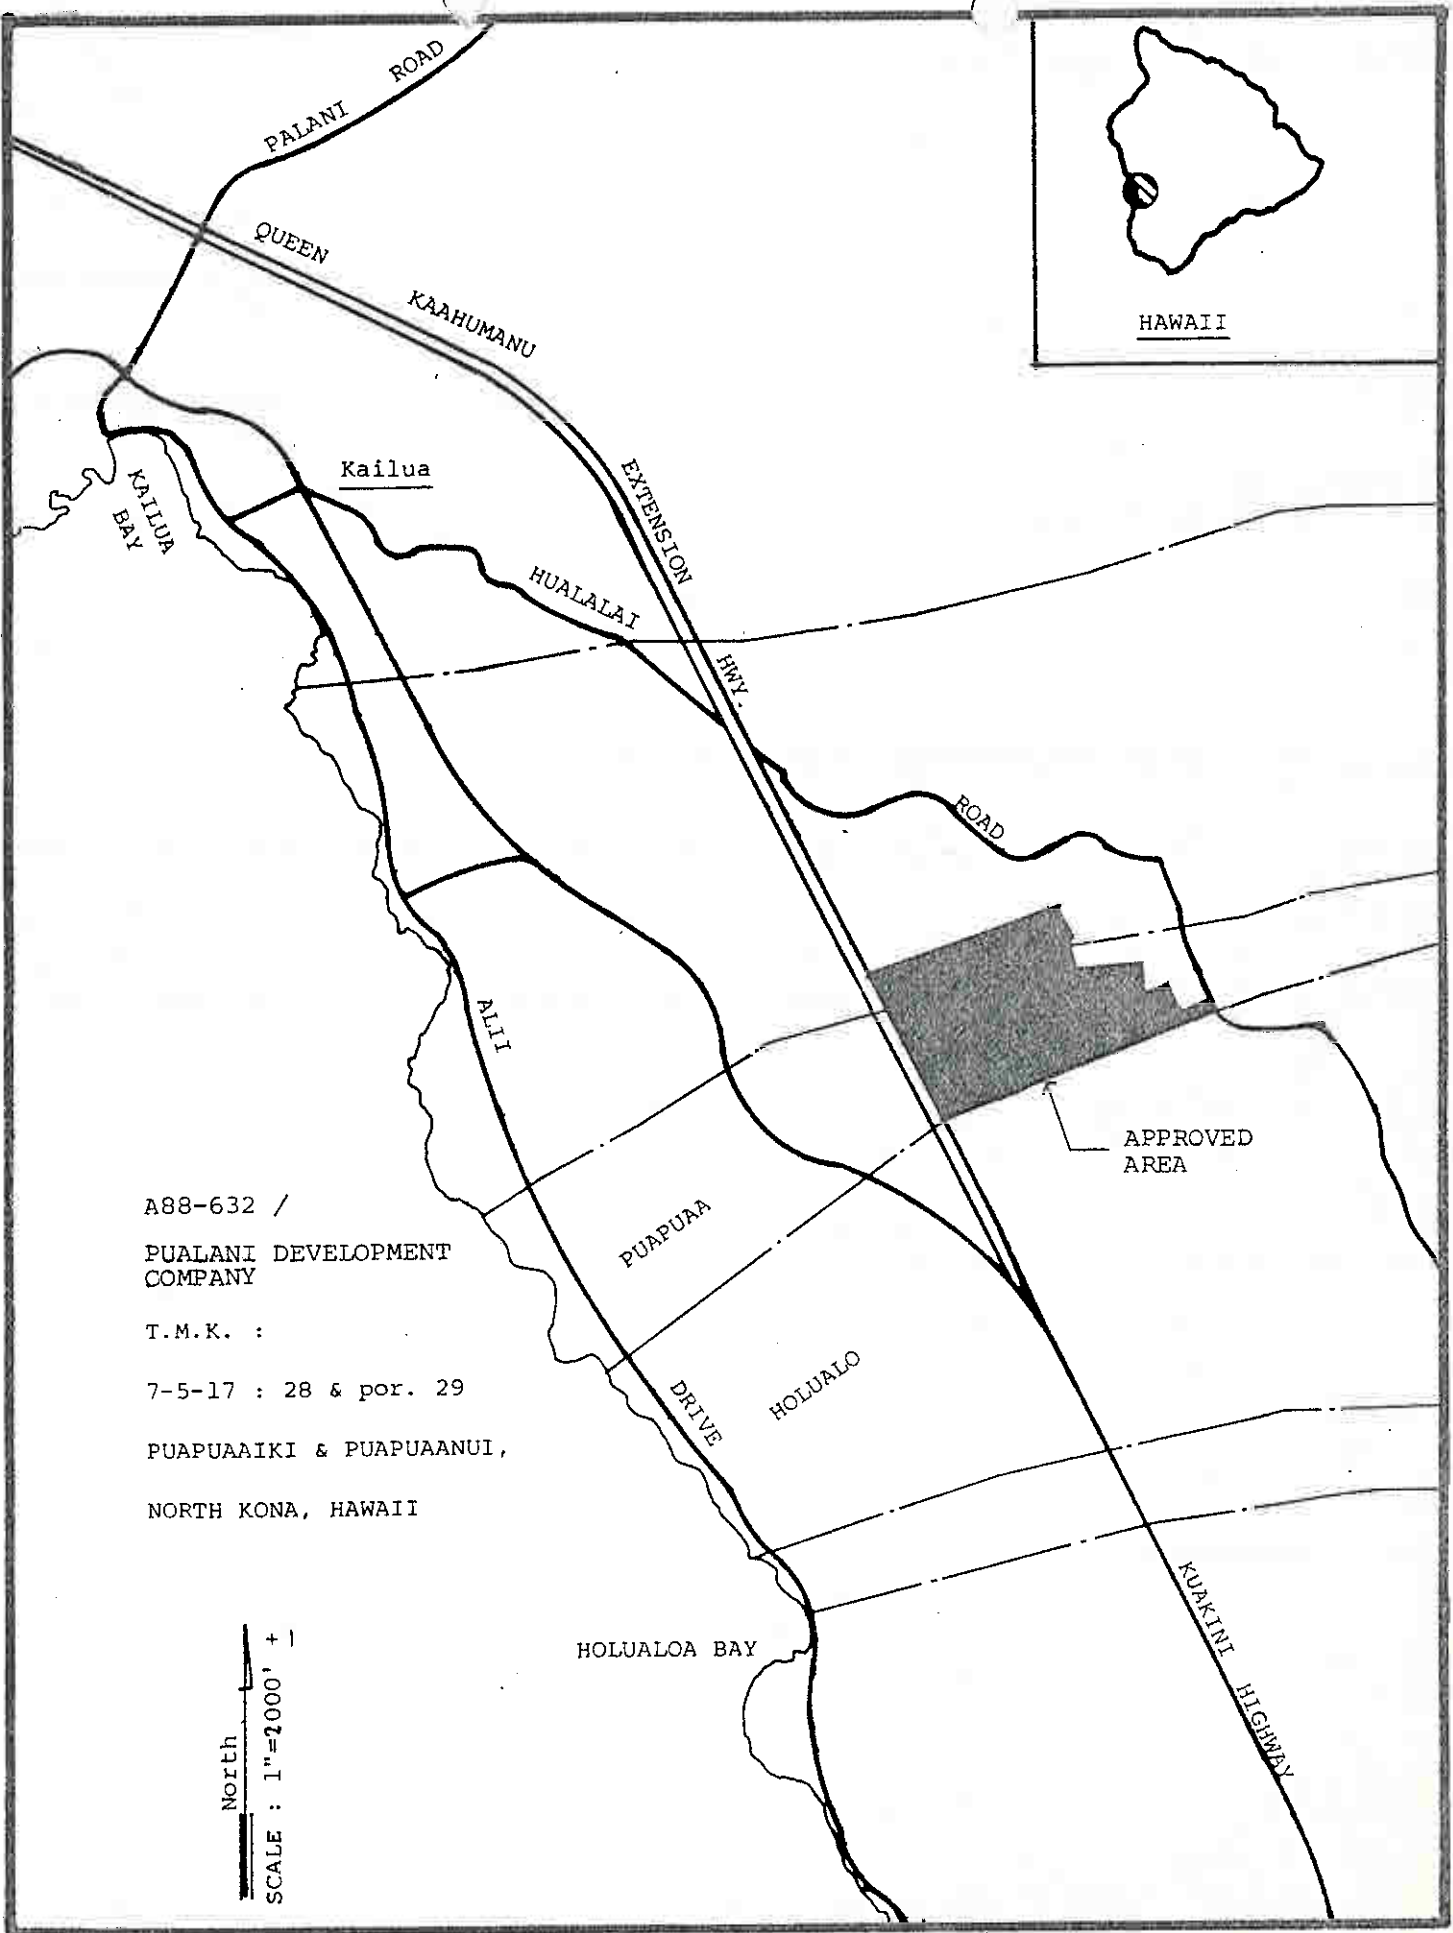 PALANI ROAD
HAWAII
QUEEN KAAHUMANU EXTENSION HWY.
Kailua
KAILUA
BAY
HUALALAI ROAD
ALII DRIVE
APPROVED
AREA
A88-632 /
PUALANI DEVELOPMENT
COMPANY
T.M.K. :
7-5-17 : 28 & por. 29
PUAPUAAIKI & PUAPUAANUI,
NORTH KONA, HAWAII
PUAPUAA
HOLUALO
HOLUALOA BAY
KUAKINI HIGHWAY
North
SCALE : 1"=2000' ±